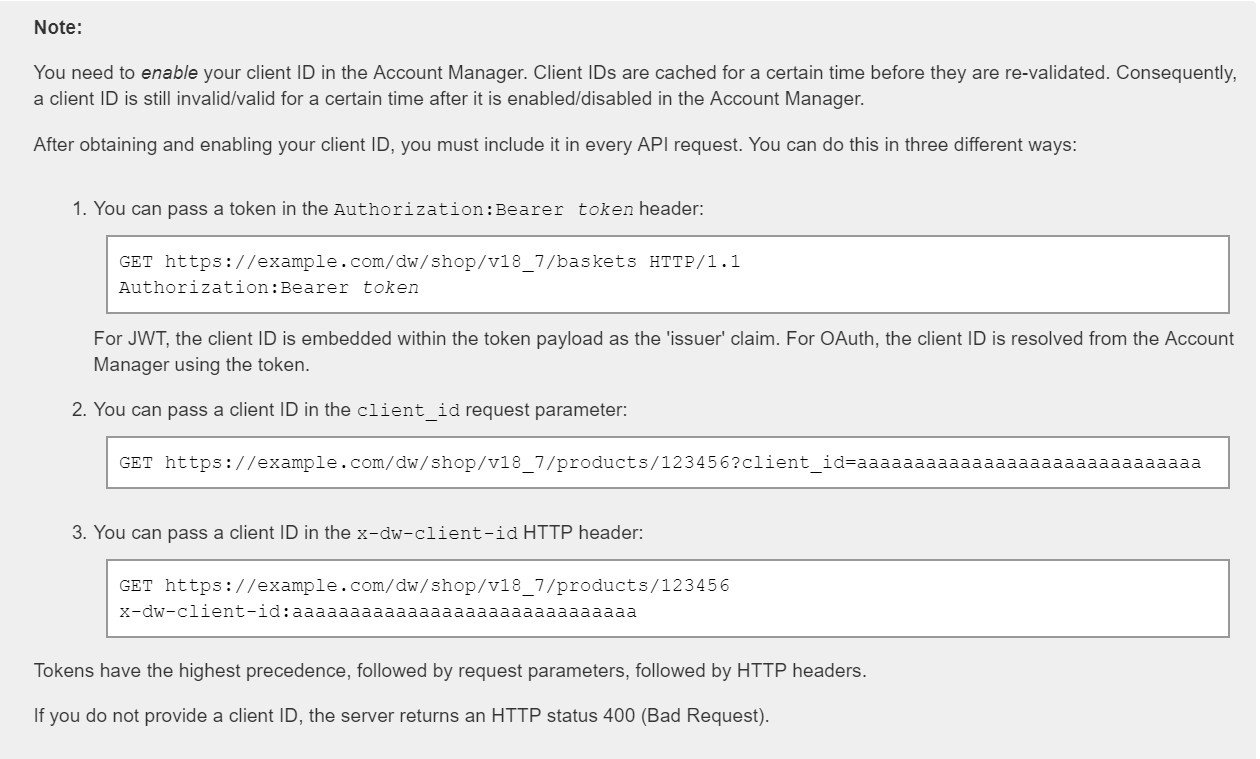 Note:
You need to enable your client ID in the Account Manager. Client IDs are cached for a certain time before they are re-validated. Consequently,
a client ID is still invalid/valid for a certain time after it is enabled/disabled in the Account Manager.
After obtaining and enabling your client ID, you must include it in every API request. You can do this in three different ways:
1. You can pass a token in the Authorization:Bearer token header:
GET https://example.com/dw/shop/v18_7/baskets HTTP/1.1
Authorization:Bearer token
For JWT, the client ID is embedded within the token payload as the 'issuer' claim. For OAuth, the client ID is resolved from the Account
Manager using the token.
2. You can pass a client ID in the client_id request parameter:
GET https://example.com/dw/shop/v18_7/products/123456?client_id=aaaaaaaaaaaaaaaaaaaaaaaaaaaaaa
3. You can pass a client ID in the x-dw-client-id HTTP header:
GET https://example.com/dw/shop/v18_7/products/123456
x-dw-client-id:aaaaaaaaaaaaaaaaaaaaaaaaaaaaaa
Tokens have the highest precedence, followed by request parameters, followed by HTTP headers.
If you do not provide a client ID, the server returns an HTTP status 400 (Bad Request).